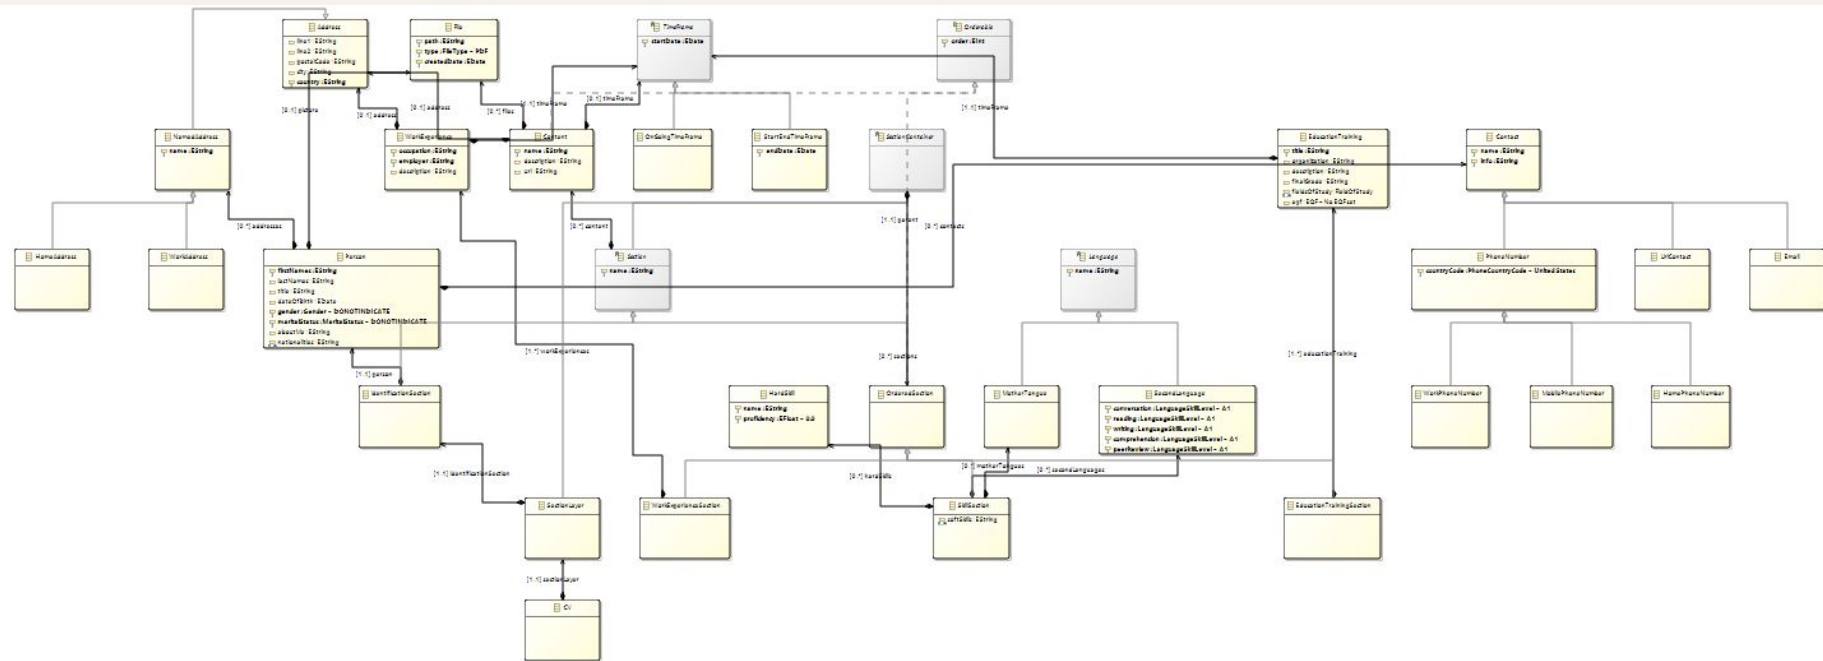 Address
line1 : EString
line2 : EString
postalCode : EString
city : EString
country : EString
File
path : EString
type : FileType = PDF
createdDate : EDate
TimeFrame
startDate : EDate
Orderable
order : EInt
[0..1] picture
[0..1] address
[0..1] address
[0..*] files
[1..1] timeFrame
[0..1] timeFrame
[1..1] timeFrame
NamedAddress
name : EString
WorkExperience
occupation : EString
employer : EString
description : EString
Content
name : EString
description : EString
url : EString
OnGoingTimeFrame
StartEndTimeFrame
endDate : EDate
SectionContainer
EducationTraining
title : EString
organization : EString
description : EString
finalGrade : EString
fieldsOfStudy : FieldOfStudy
eqf : EQF = NoEQFset
Contact
name : EString
info : EString
[0..*] addresses
[0..*] content
[1..1] parent
[0..*] contacts
HomeAddress
WorkAddress
Person
firstNames : EString
lastNames : EString
title : EString
dateOfBirth : EDate
gender : Gender = DONOTINDICATE
maritalStatus : MaritalStatus = DONOTINDICATE
aboutMe : EString
nationalities : EString
Section
name : EString
Language
name : EString
PhoneNumber
countryCode : PhoneCountryCode = UnitedStates
UrlContact
Email
[1..1] person
[1..*] workExperiences
[0..*] sections
[1..*] educationTraining
IdentificationSection
HardSkill
name : EString
proficiency : EFloat = 0.0
OrderedSection
MotherTongue
SecondLanguage
conversation : LanguageSkillLevel = A1
reading : LanguageSkillLevel = A1
writing : LanguageSkillLevel = A1
comprehension : LanguageSkillLevel = A1
peerReview : LanguageSkillLevel = A1
WorkPhoneNumber
MobilePhoneNumber
HomePhoneNumber
[1..1] identificationSection
[0..*] hardSkills
[0..*] motherTongues
[0..*] secondLanguages
SectionLayer
WorkExperienceSection
SkillSection
softSkills : EString
EducationTrainingSection
[1..1] sectionLayer
CV